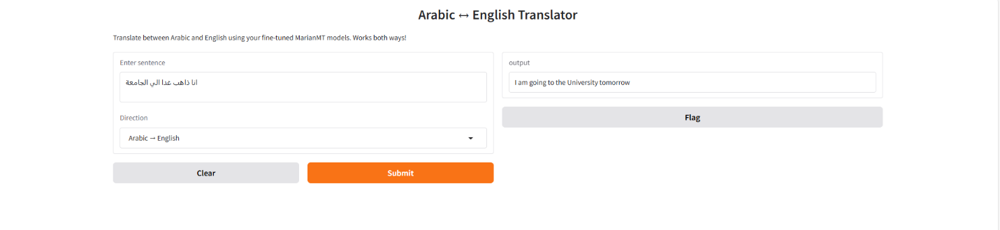 Arabic ↔ English Translator
Translate between Arabic and English using your fine-tuned MarianMT models. Works both ways!
Enter sentence
انا ذاهب غدا الي الجامعة
Direction
Arabic → English
Clear
Submit
output
I am going to the University tomorrow
Flag